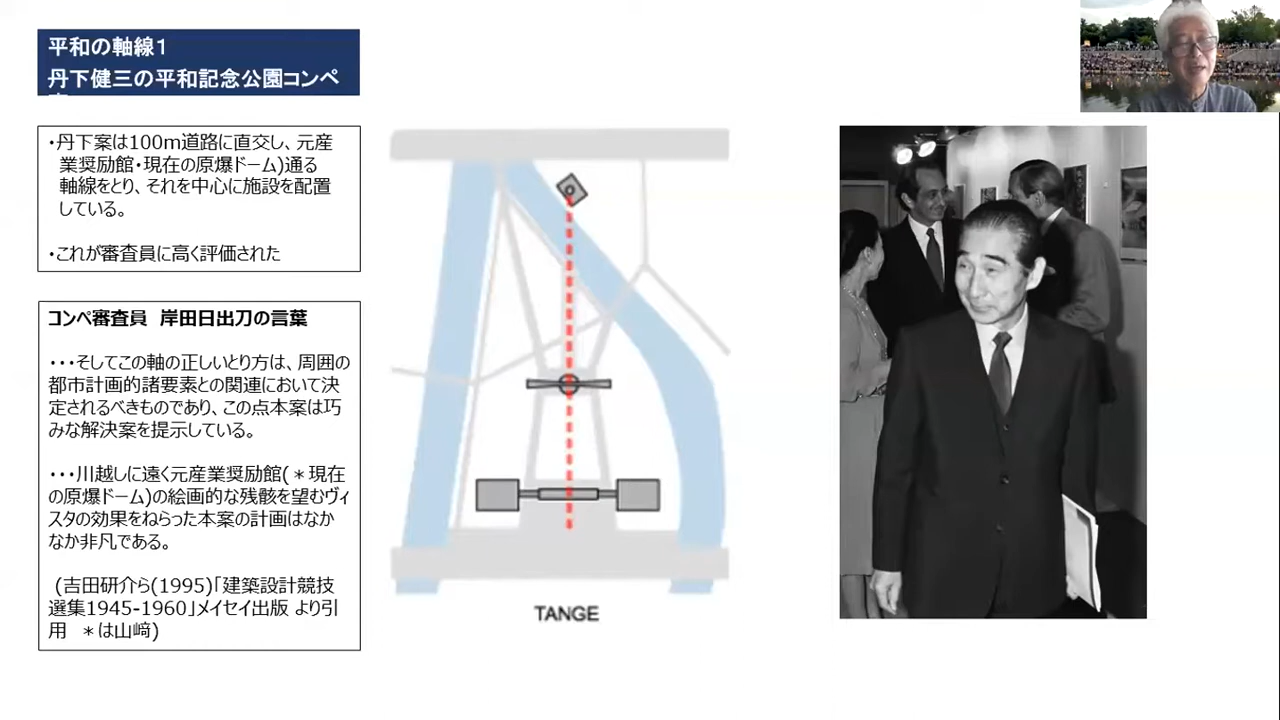 平和の軸線１
丹下健三の平和記念公園コンペ
・丹下案は100m道路に直交し、元産
業奨励館・現在の原爆ドーム)通る
軸線をとり、それを中心に施設を配置
している。
・これが審査員に高く評価された
コンペ審査員 岸田日出刀の言葉
・・・そしてこの軸の正しいとり方は、周囲の
都市計画的諸要素との関連において決
定されるべきものであり、この点本案は巧
みな解決案を提示している。
・・・川越しに遠く元産業奨励館(＊現在
の原爆ドーム)の絵画的な残骸を望むヴィ
スタの効果をねらった本案の計画はなか
なか非凡である。
(吉田研介ら(1995)「建築設計競技
選集1945-1960」メイセイ出版 より引
用 ＊は山﨑)
TANGE